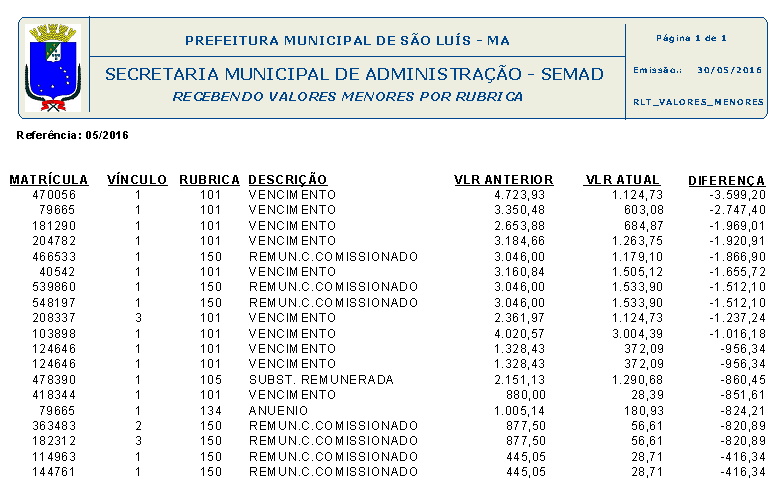 PREFEITURA MUNICIPAL DE SÃO LUÍS - MA
Página 1 de 1
SECRETARIA MUNICIPAL DE ADMINISTRAÇÃO - SEMAD
Emissão.: 30/05/2016
RECEBENDO VALORES MENORES POR RUBRICA
RLT_VALORES_MENORES
Referência: 05/2016
MATRÍCULA VÍNCULO RUBRICA DESCRIÇÃO VLR ANTERIOR VLR ATUAL DIFERENÇA
470056 1 101 VENCIMENTO 4.723,93 1.124,73 -3.599,20
79665 1 101 VENCIMENTO 3.350,48 603,08 -2.747,40
181290 1 101 VENCIMENTO 2.653,88 684,87 -1.969,01
204782 1 101 VENCIMENTO 3.184,66 1.263,75 -1.920,91
466533 1 150 REMUN.C.COMISSIONADO 3.046,00 1.179,10 -1.866,90
40542 1 101 VENCIMENTO 3.160,84 1.505,12 -1.655,72
539860 1 150 REMUN.C.COMISSIONADO 3.046,00 1.533,90 -1.512,10
548197 1 150 REMUN.C.COMISSIONADO 3.046,00 1.533,90 -1.512,10
208337 3 101 VENCIMENTO 2.361,97 1.124,73 -1.237,24
103898 1 101 VENCIMENTO 4.020,57 3.004,39 -1.016,18
124646 1 101 VENCIMENTO 1.328,43 372,09 -956,34
124646 1 101 VENCIMENTO 1.328,43 372,09 -956,34
478390 1 105 SUBST. REMUNERADA 2.151,13 1.290,68 -860,45
418344 1 101 VENCIMENTO 880,00 28,39 -851,61
79665 1 134 ANUENIO 1.005,14 180,93 -824,21
363483 2 150 REMUN.C.COMISSIONADO 877,50 56,61 -820,89
182312 3 150 REMUN.C.COMISSIONADO 877,50 56,61 -820,89
114963 1 150 REMUN.C.COMISSIONADO 445,05 28,71 -416,34
144761 1 150 REMUN.C.COMISSIONADO 445,05 28,71 -416,34